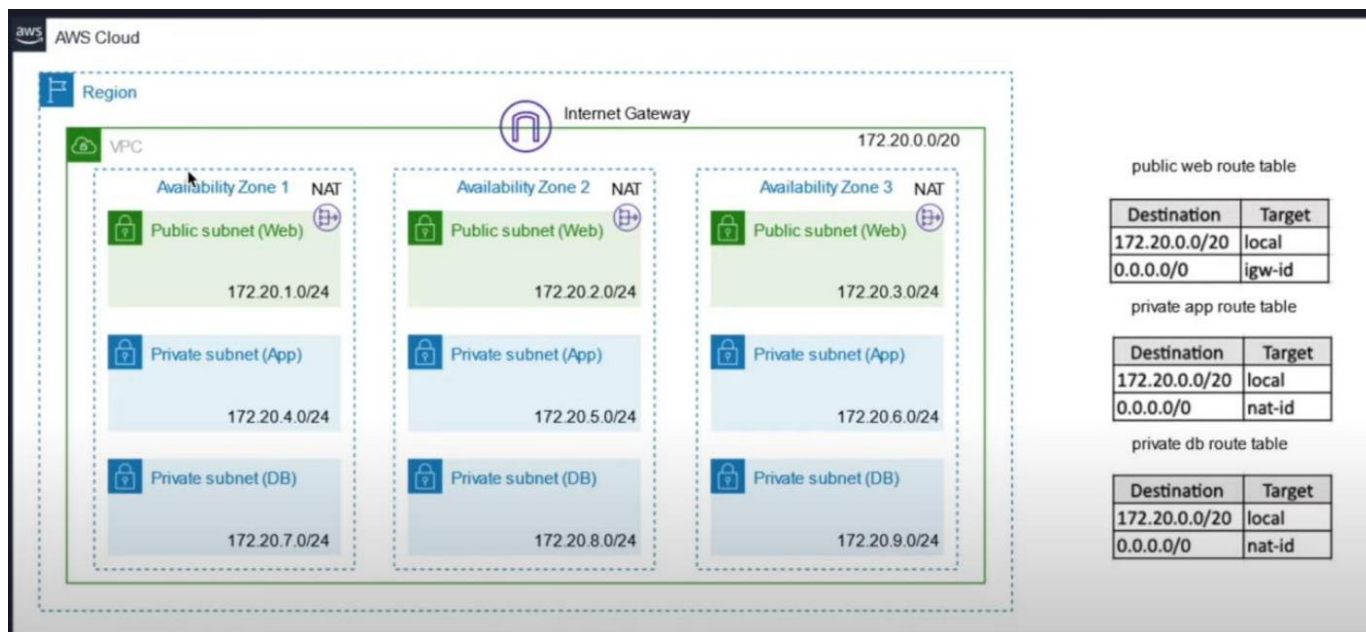 aws
AWS Cloud
Region
Internet Gateway
VPC
172.20.0.0/20
Availability Zone 1
NAT
Public subnet (Web)
172.20.1.0/24
Private subnet (App)
172.20.4.0/24
Private subnet (DB)
172.20.7.0/24
Availability Zone 2
NAT
Public subnet (Web)
172.20.2.0/24
Private subnet (App)
172.20.5.0/24
Private subnet (DB)
172.20.8.0/24
Availability Zone 3
NAT
Public subnet (Web)
172.20.3.0/24
Private subnet (App)
172.20.6.0/24
Private subnet (DB)
172.20.9.0/24
public web route table
Destination Target
172.20.0.0/20 local
0.0.0.0/0 igw-id
private app route table
Destination Target
172.20.0.0/20 local
0.0.0.0/0 nat-id
private db route table
Destination Target
172.20.0.0/20 local
0.0.0.0/0 nat-id